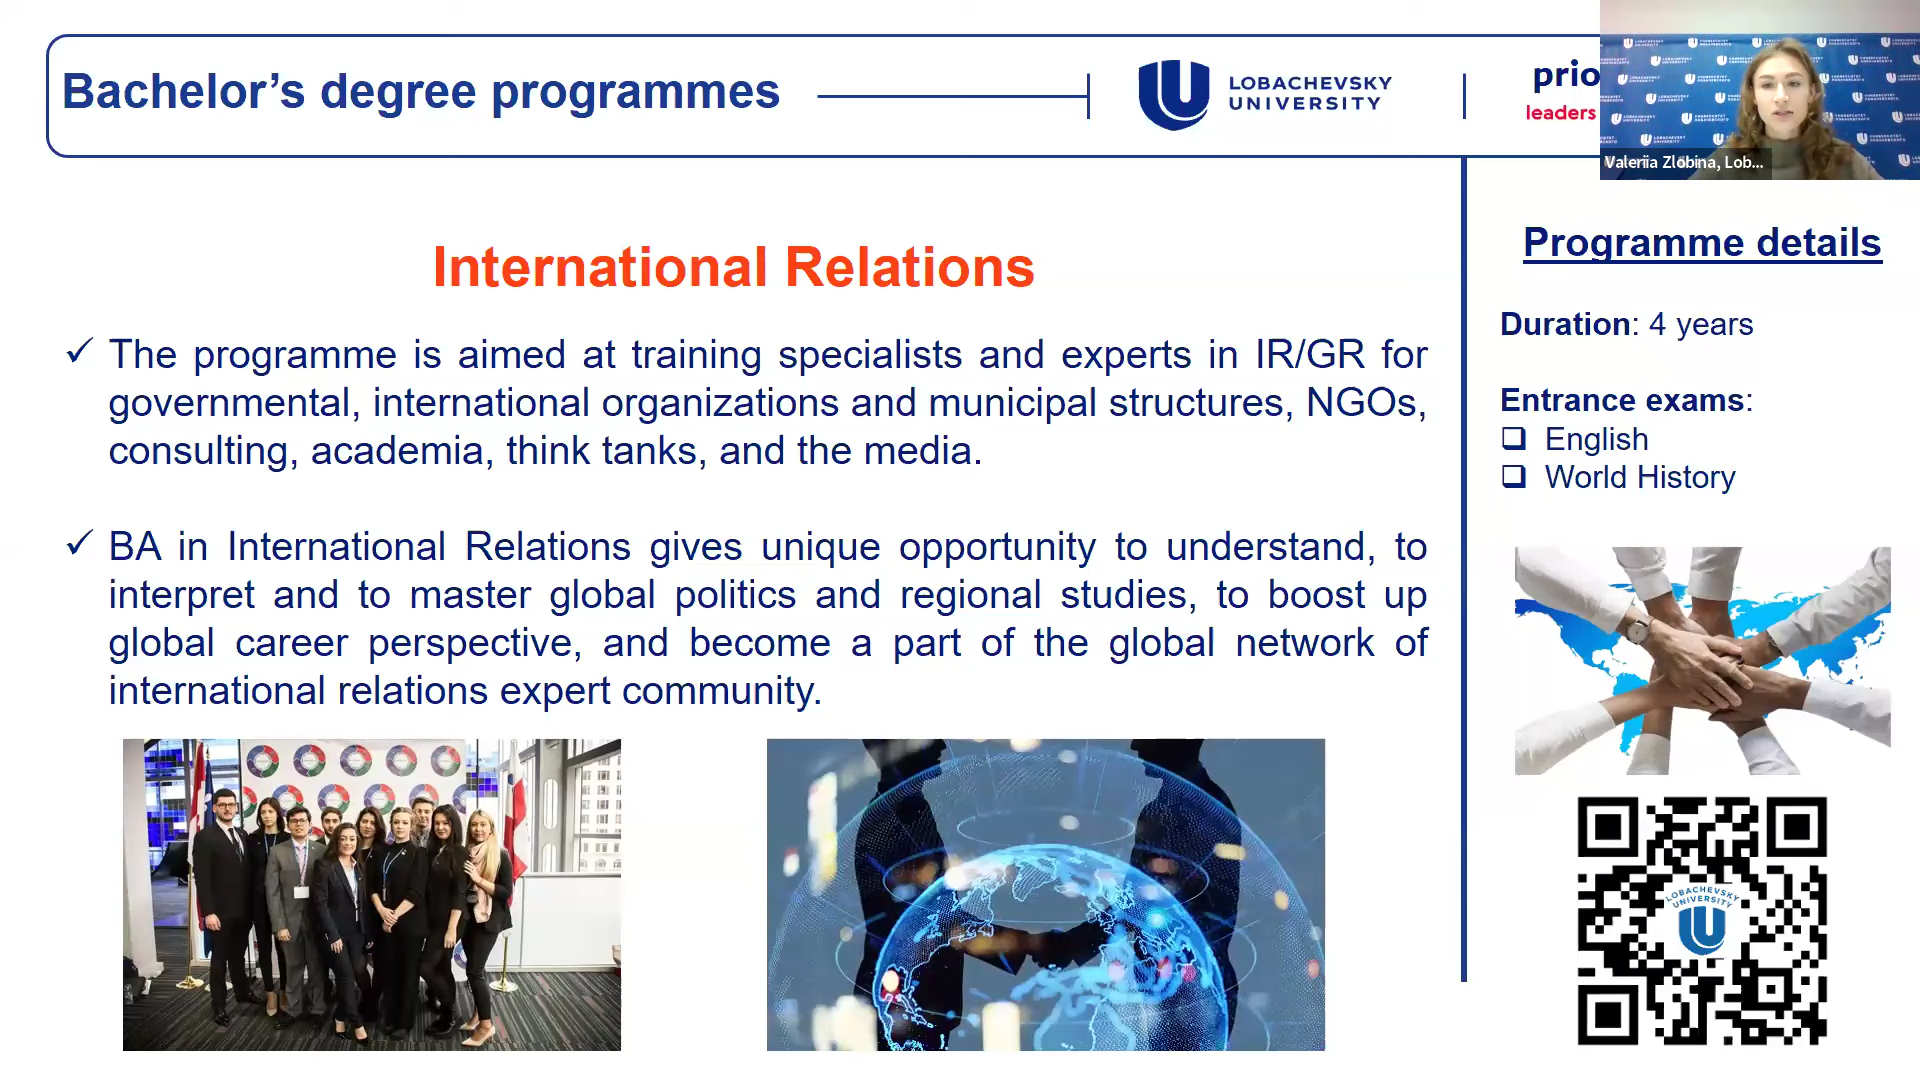 Bachelor’s degree programmes
LOBACHEVSKY
UNIVERSITY
prio
leaders
Valeriia Zlobina, Lob...
International Relations
✓ The programme is aimed at training specialists and experts in IR/GR for
governmental, international organizations and municipal structures, NGOs,
consulting, academia, think tanks, and the media.
✓ BA in International Relations gives unique opportunity to understand, to
interpret and to master global politics and regional studies, to boost up
global career perspective, and become a part of the global network of
international relations expert community.
Programme details
Duration: 4 years
Entrance exams:
❑ English
❑ World History
LOBACHEVSKY
UNIVERSITY